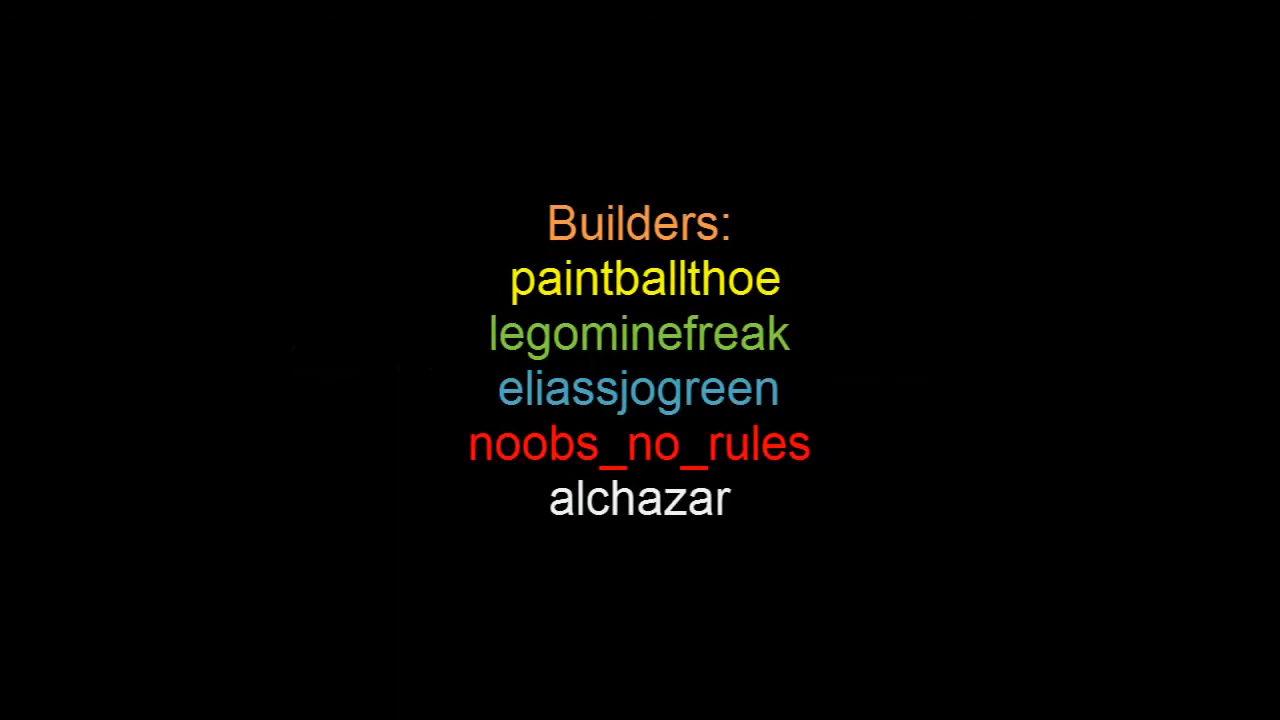 Builders:
paintballthoe
legominefreak
eliassjogreen
noobs_no_rules
alchazar